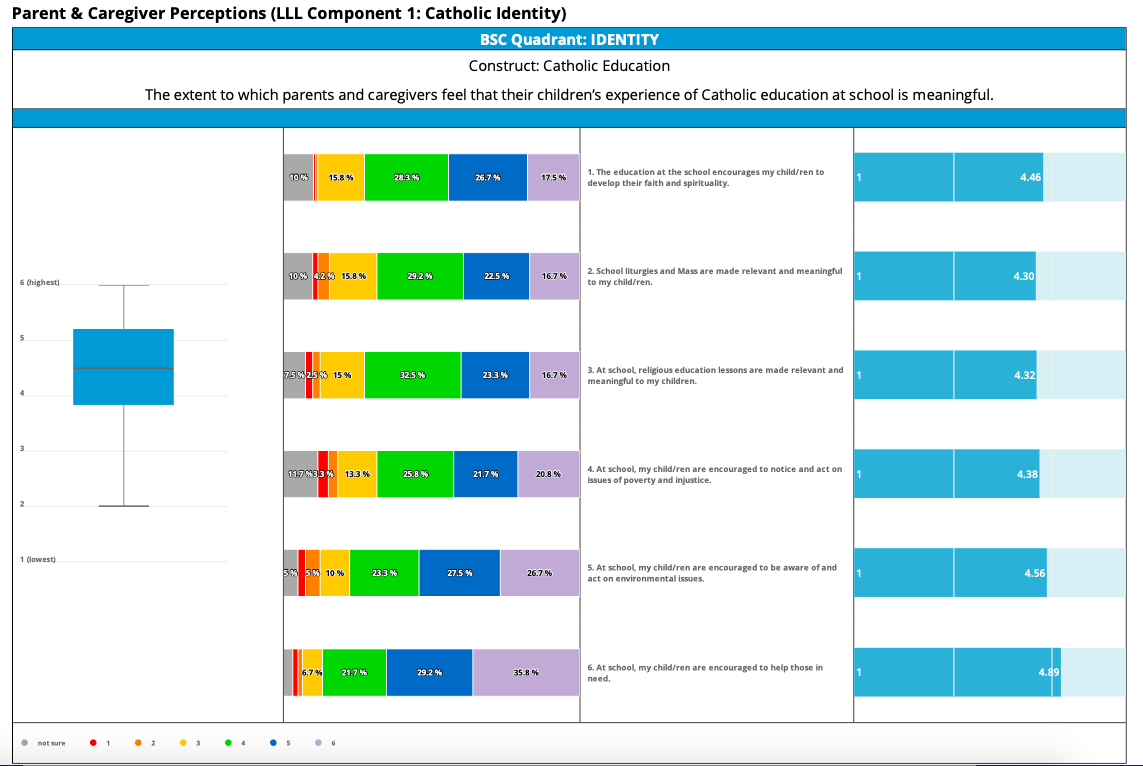 Parent & Caregiver Perceptions (LLL Component 1: Catholic Identity)
BSC Quadrant: IDENTITY
Construct: Catholic Education
The extent to which parents and caregivers feel that their children's experience of Catholic education at school is meaningful.
6 (highest)
5
4
3
2
1 (lowest)
10 % 15.8 % 28.3 % 26.7 % 17.5 %
1. The education at the school encourages my child/ren to
develop their faith and spirituality.
1 4.46
10 % 4.2 % 15.8 % 29.2 % 22.5 % 16.7 %
2. School liturgies and Mass are made relevant and meaningful
to my child/ren.
1 4.30
7.5 % 2.5 % 15 % 32.5 % 23.3 % 16.7 %
3. At school, religious education lessons are made relevant and
meaningful to my children.
1 4.32
11.7 % 3.3 % 13.3 % 25.8 % 21.7 % 20.8 %
4. At school, my child/ren are encouraged to notice and act on
issues of poverty and injustice.
1 4.38
5 % 5 % 10 % 23.3 % 27.5 % 26.7 %
5. At school, my child/ren are encouraged to be aware of and
act on environmental issues.
1 4.56
6.7 % 21.7 % 29.2 % 35.8 %
6. At school, my child/ren are encouraged to help those in
need.
1 4.89
not sure 1 2 3 4 5 6